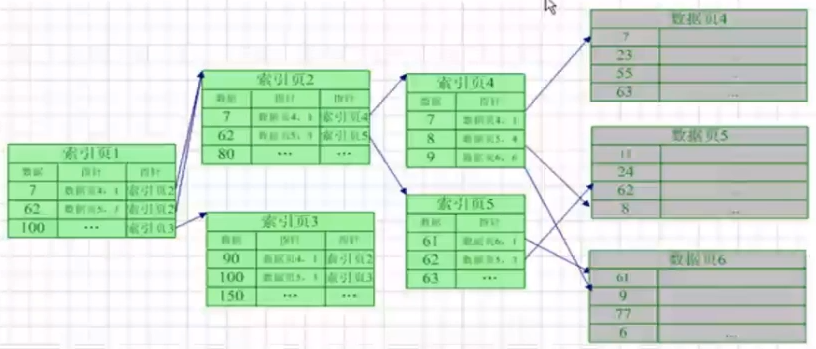 索引页1
数据 指针 指针
7 数据页4，1 索引页2
62 数据页5，3 索引页2
100 … 索引页3
索引页2
数据 指针 指针
7 数据页4，1 索引页4
62 数据页5，3 索引页5
80 … …
索引页3
数据 指针 指针
90 数据页4，1 索引页2
100 数据页5，3 索引页3
150 … …
索引页4
数据 指针
7 数据页4，1
8 数据页5，4
9 数据页6，6
索引页5
数据 指针
61 数据页6，1
62 数据页5，3
63 …
数据页4
7
23 …
55 …
63 …
数据页5
11
24
62 …
8 …
数据页6
61
9
77
6 …